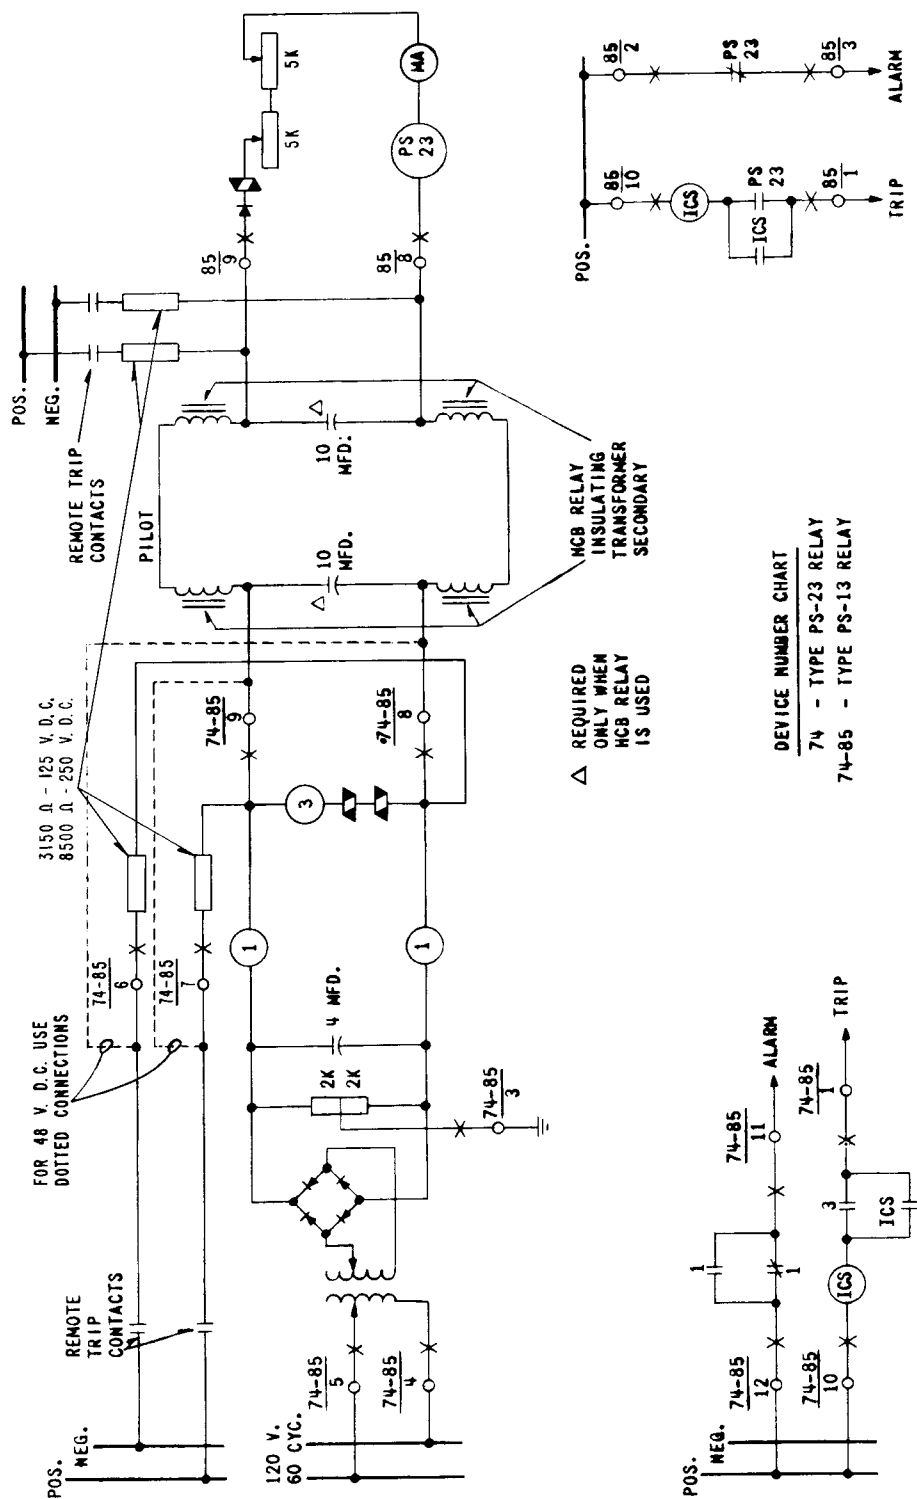 POS.
NEG.
REMOTE TRIP
CONTACTS
PILOT
3150 Ω - 125 V. D.C.
8500 Ω - 250 V. D.C.
FOR 48 V. D.C. USE
DOTTED CONNECTIONS
REMOTE
TRIP
CONTACTS
POS.
NEG.
74-85
6
74-85
7
74-85
9
74-85
8
85
9
85
8
5K
5K
MA
PS
23
10
MFD.
10
MFD.
1
1
3
4 MFD.
2K
2K
74-85
3
120 V.
60 CYC.
74-85
5
74-85
4
HCB RELAY
INSULATING
TRANSFORMER
SECONDARY
△ REQUIRED
ONLY WHEN
HCB RELAY
IS USED
POS.
85
10
ICS
PS
23
ICS
85
1
TRIP
85
2
PS
23
85
3
ALARM
POS.
NEG.
74-85
12
1
1
74-85
11
ALARM
74-85
10
ICS
3
ICS
74-85
1
TRIP
DEVICE NUMBER CHART
74 - TYPE PS-23 RELAY
74-85 - TYPE PS-13 RELAY